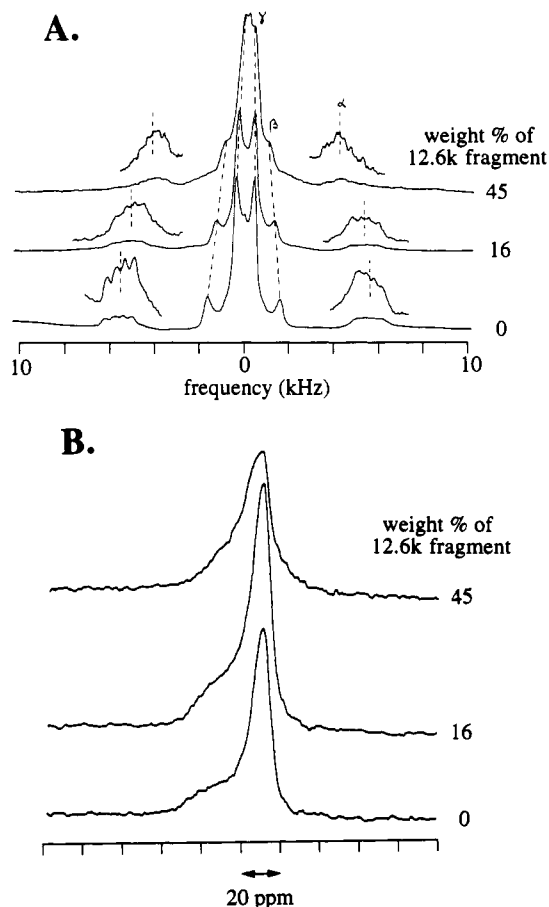 A.
γ
β
α
weight % of
12.6k fragment
45
16
0
10 0 10
frequency (kHz)
B.
weight % of
12.6k fragment
45
16
0
20 ppm